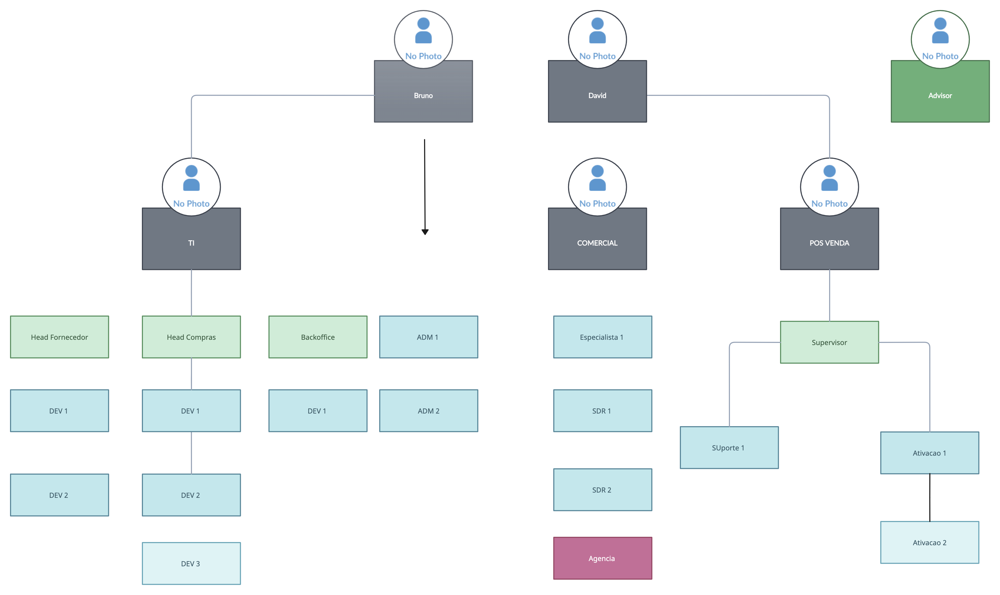 No Photo
Bruno
No Photo
David
No Photo
Advisor
No Photo
TI
No Photo
COMERCIAL
No Photo
POS VENDA
Head Fornecedor
Head Compras
Backoffice
ADM 1
Especialista 1
Supervisor
DEV 1
DEV 1
DEV 1
ADM 2
SDR 1
SUporte 1
Ativacao 1
DEV 2
DEV 2
SDR 2
Ativacao 2
DEV 3
Agencia